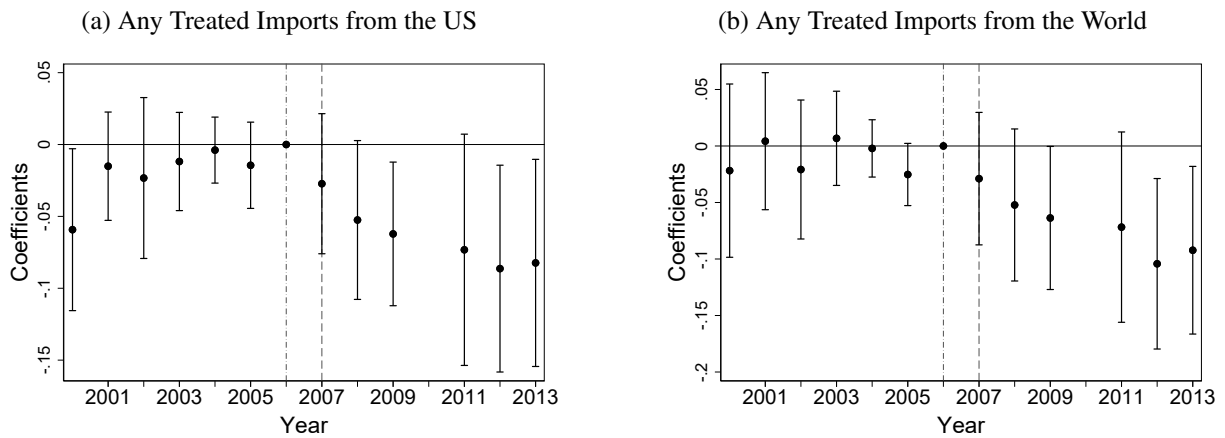 (a) Any Treated Imports from the US
.05
0
-.05
-.1
-.15
Coefficients
2001 2003 2005 2007 2009 2011 2013
Year
(b) Any Treated Imports from the World
.05
0
-.05
-.1
-.15
-.2
Coefficients
2001 2003 2005 2007 2009 2011 2013
Year